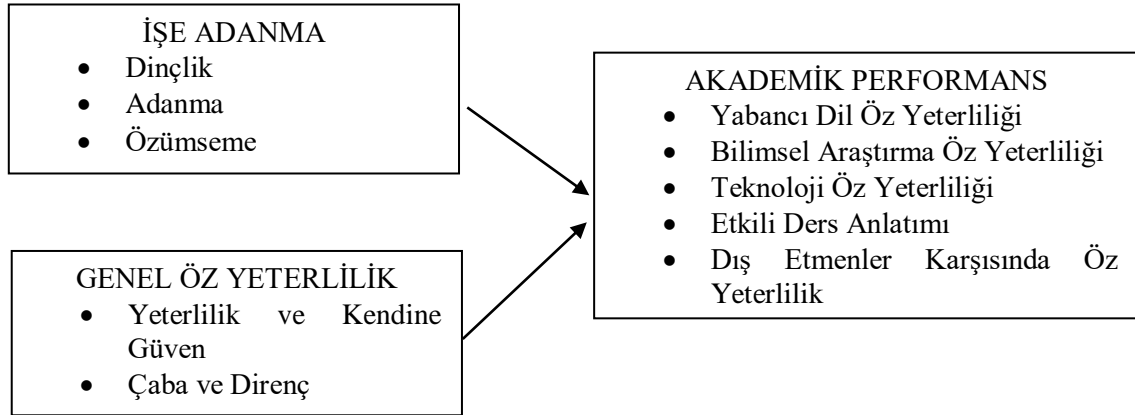 İŞE ADANMA
• Dinçlik
• Adanma
• Özümseme
GENEL ÖZ YETERLİLİK
• Yeterlilik ve Kendine
Güven
• Çaba ve Direnç
AKADEMİK PERFORMANS
• Yabancı Dil Öz Yeterliliği
• Bilimsel Araştırma Öz Yeterliliği
• Teknoloji Öz Yeterliliği
• Etkili Ders Anlatımı
• Dış Etmenler Karşısında Öz
Yeterlilik